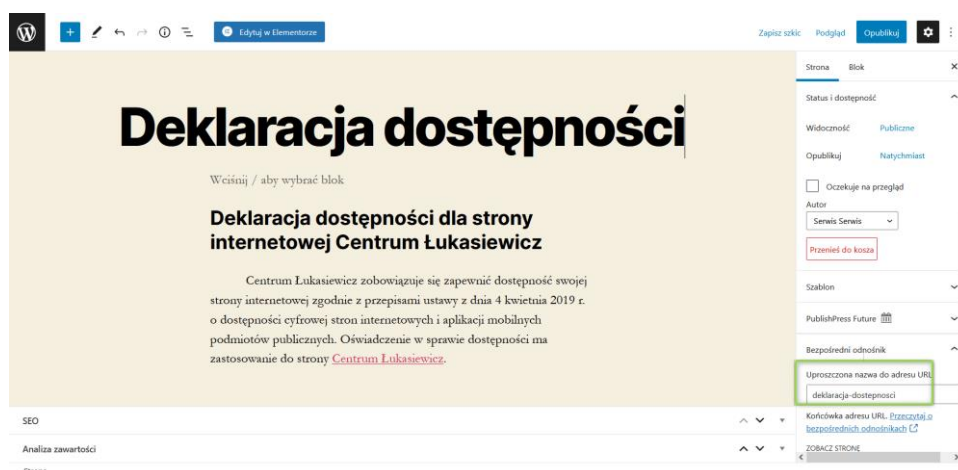 Edytuj w Elementorze
Zapisz szkic Podgląd Opublikuj
Deklaracja dostępności
Wciśnij / aby wybrać blok
Deklaracja dostępności dla strony
internetowej Centrum Łukasiewicz
Centrum Łukasiewicz zobowiązuje się zapewnić dostępność swojej
strony internetowej zgodnie z przepisami ustawy z dnia 4 kwietnia 2019 r.
o dostępności cyfrowej stron internetowych i aplikacji mobilnych
podmiotów publicznych. Oświadczenie w sprawie dostępności ma
zastosowanie do strony Centrum Łukasiewicz.
SEO
Analiza zawartości
Strona Blok
Status i dostępność
Widoczność Publiczne
Opublikuj Natychmiast
Oczekuje na przegląd
Autor
Serwis Serwis
Przenieś do kosza
Szablon
PublishPress Future
Bezpośredni odnośnik
Uproszczona nazwa do adresu URL
deklaracja-dostepnosci
Końcówka adresu URL. Przeczytaj o
bezpośrednich odnośnikach
ZOBACZ STRONĘ